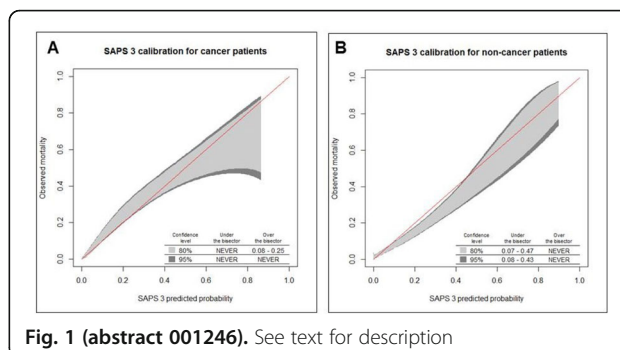 A
SAPS 3 calibration for cancer patients
Observed mortality
1.0
0.8
0.6
0.4
0.2
0.0
Confidence level Under the bisector Over the bisector
80% NEVER 0.08 - 0.25
95% NEVER NEVER
0.0 0.2 0.4 0.6 0.8 1.0
SAPS 3 predicted probability
B
SAPS 3 calibration for non-cancer patients
Observed mortality
1.0
0.8
0.6
0.4
0.2
0.0
Confidence level Under the bisector Over the bisector
80% 0.07 - 0.47 NEVER
95% 0.08 - 0.43 NEVER
0.0 0.2 0.4 0.6 0.8 1.0
SAPS 3 predicted probability
Fig. 1 (abstract 001246). See text for description